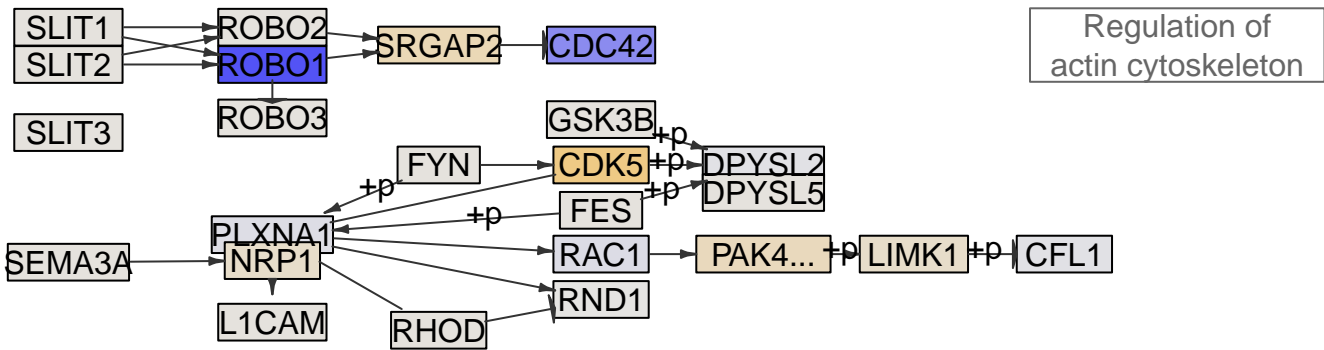 SLIT1
ROBO2
SRGAP2
CDC42
Regulation of
actin cytoskeleton
SLIT2
ROBO1
SLIT3
ROBO3
GSK3B
+p
FYN
CDK5
+p
DPYSL2
+p
FES
+p
DPYSL5
PLXNA1
+p
SEMA3A
NRP1
RAC1
PAK4...
+p
LIMK1
+p
CFL1
L1CAM
RHOD
RND1